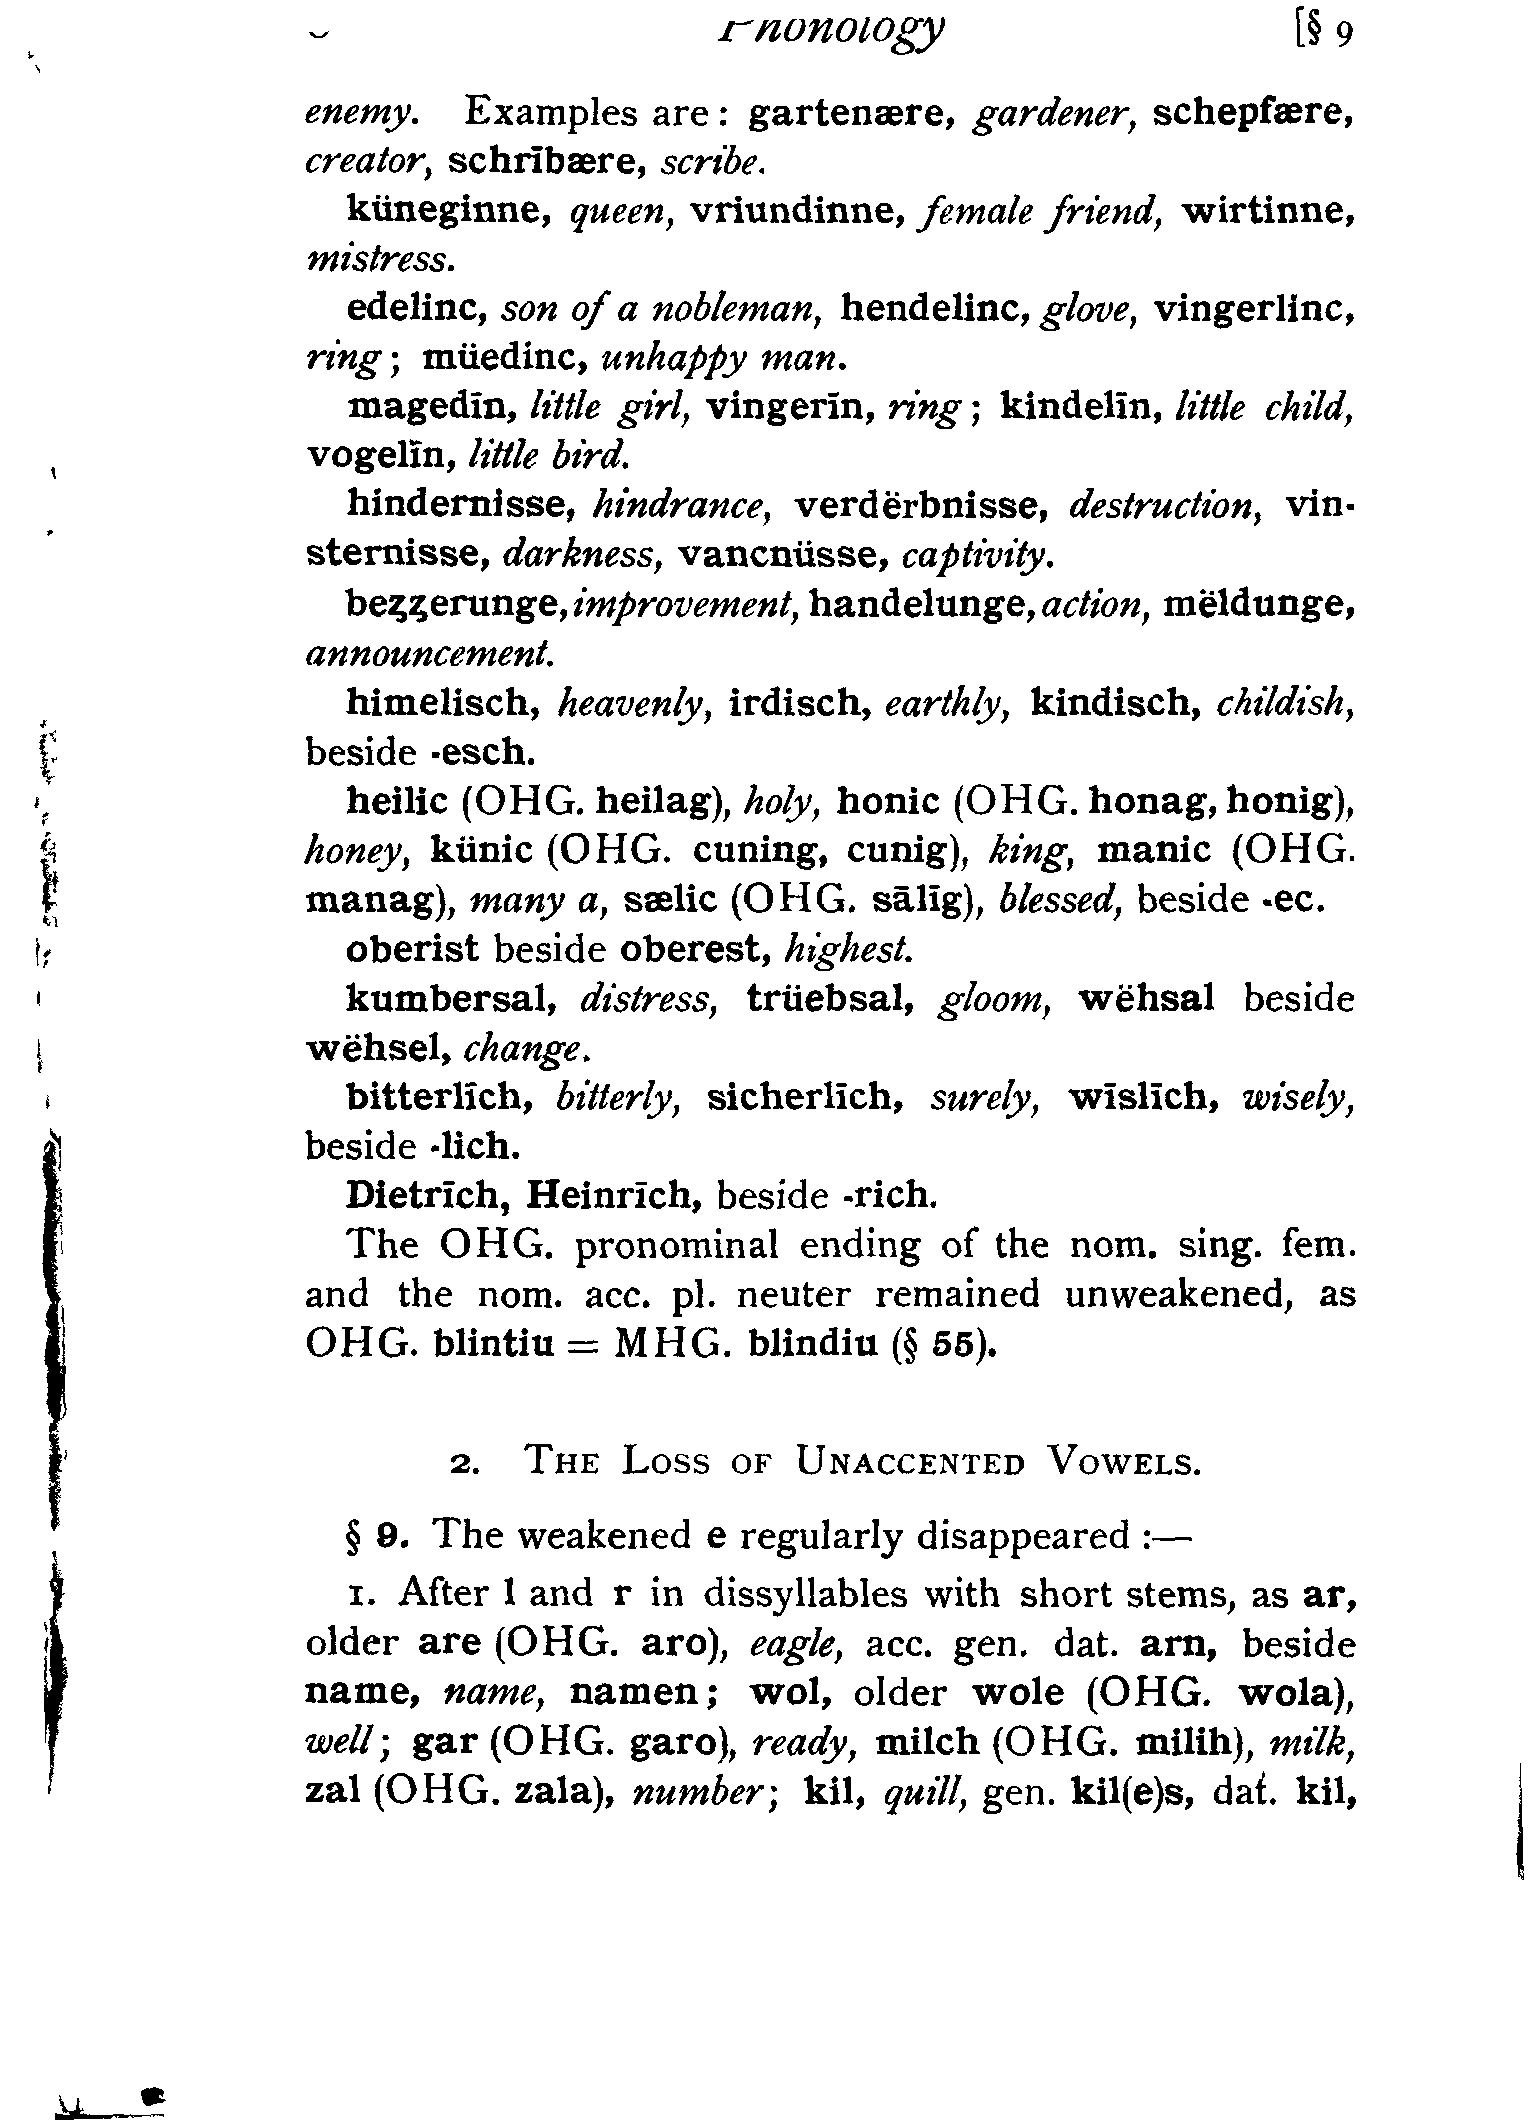 Phonology [§ 9
enemy. Examples are : gartenære, gardener, schepfære,
creator, schrībære, scribe.
küneginne, queen, vriundinne, female friend, wirtinne,
mistress.
edelinc, son of a nobleman, hendelinc, glove, vingerlinc,
ring ; müedinc, unhappy man.
magedīn, little girl, vingerīn, ring ; kindelīn, little child,
vogelīn, little bird.
hindernisse, hindrance, verdërbnisse, destruction, vin-
sternisse, darkness, vancnüsse, captivity.
beʒʒerunge, improvement, handelunge, action, mëldunge,
announcement.
himelisch, heavenly, irdisch, earthly, kindisch, childish,
beside -esch.
heilic (OHG. heilag), holy, honic (OHG. honag, honig),
honey, künic (OHG. cuning, cunig), king, manic (OHG.
manag), many a, sælic (OHG. sālīg), blessed, beside -ec.
oberist beside oberest, highest.
kumbersal, distress, trüebsal, gloom, wëhsal beside
wëhsel, change.
bitterlīch, bitterly, sicherlīch, surely, wīslīch, wisely,
beside -lich.
Dietrīch, Heinrīch, beside -rich.
The OHG. pronominal ending of the nom. sing. fem.
and the nom. acc. pl. neuter remained unweakened, as
OHG. blintiu = MHG. blindiu (§ 55).
2. The Loss of Unaccented Vowels.
§ 9. The weakened e regularly disappeared :—
1. After l and r in dissyllables with short stems, as ar,
older are (OHG. aro), eagle, acc. gen. dat. arn, beside
name, name, namen ; wol, older wole (OHG. wola),
well ; gar (OHG. garo), ready, milch (OHG. milih), milk,
zal (OHG. zala), number ; kil, quill, gen. kil(e)s, dat. kil,